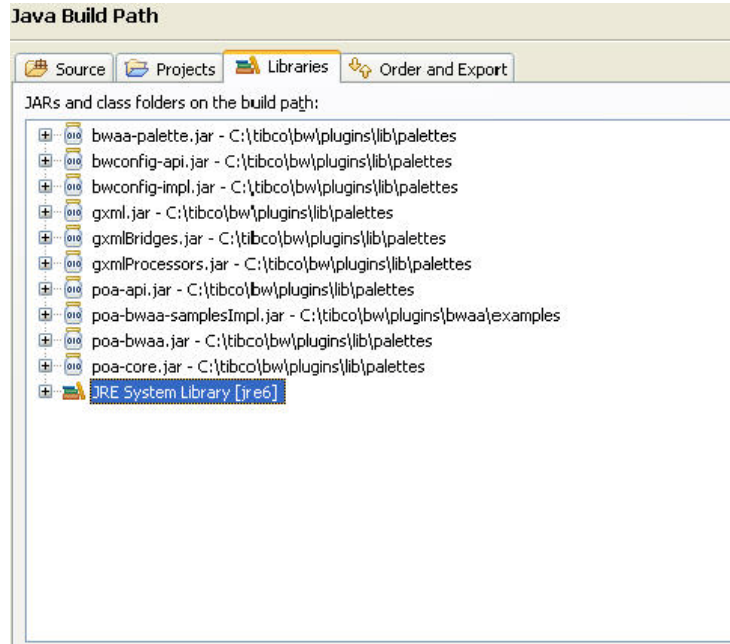 Java Build Path
Source Projects Libraries Order and Export
JARs and class folders on the build path:
bwaa-palette.jar - C:\tibco\bw\plugins\lib\palettes
bwconfig-api.jar - C:\tibco\bw\plugins\lib\palettes
bwconfig-impl.jar - C:\tibco\bw\plugins\lib\palettes
gxml.jar - C:\tibco\bw\plugins\lib\palettes
gxmlBridges.jar - C:\tibco\bw\plugins\lib\palettes
gxmlProcessors.jar - C:\tibco\bw\plugins\lib\palettes
poa-api.jar - C:\tibco\bw\plugins\lib\palettes
poa-bwaa-samplesImpl.jar - C:\tibco\bw\plugins\bwaa\examples
poa-bwaa.jar - C:\tibco\bw\plugins\lib\palettes
poa-core.jar - C:\tibco\bw\plugins\lib\palettes
JRE System Library [jre6]